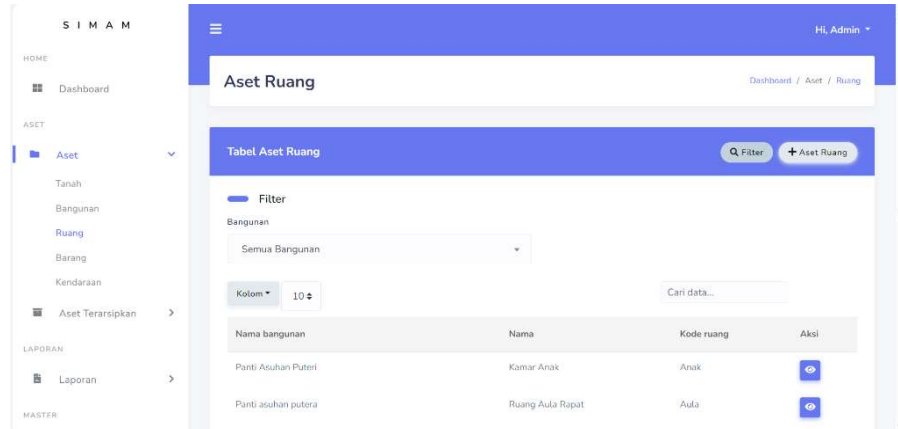 S I M A M
HOME
Dashboard
ASET
Aset
Tanah
Bangunan
Ruang
Barang
Kendaraan
Aset Terarsipkan
LAPORAN
Laporan
MASTER
Hi, Admin
Aset Ruang
Dashboard / Aset / Ruang
Tabel Aset Ruang
Filter
+ Aset Ruang
Filter
Bangunan
Semua Bangunan
Kolom
10
Cari data...
Nama bangunan Nama Kode ruang Aksi
Panti Asuhan Puteri Kamar Anak Anak
Panti asuhan putera Ruang Aula Rapat Aula